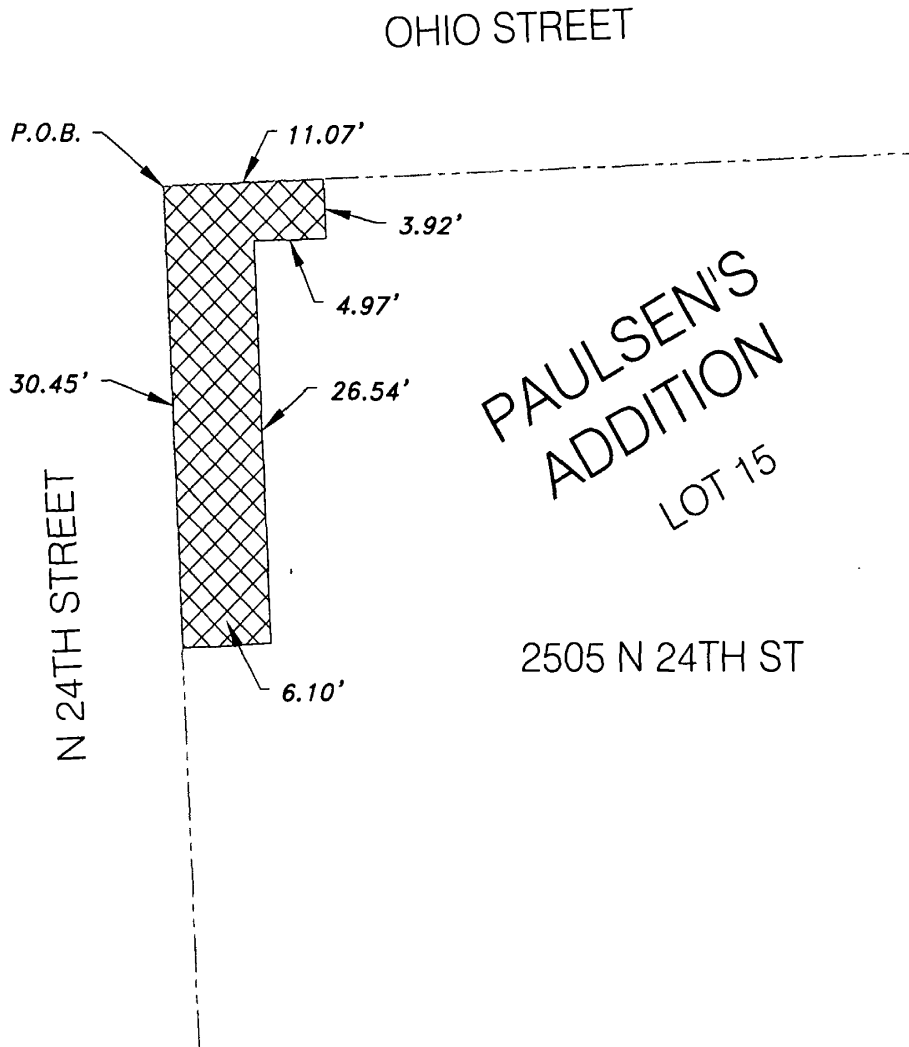 OHIO STREET
P.O.B.
11.07'
3.92'
4.97'
30.45'
26.54'
PAULSEN'S
ADDITION
LOT 15
N 24TH STREET
2505 N 24TH ST
6.10'